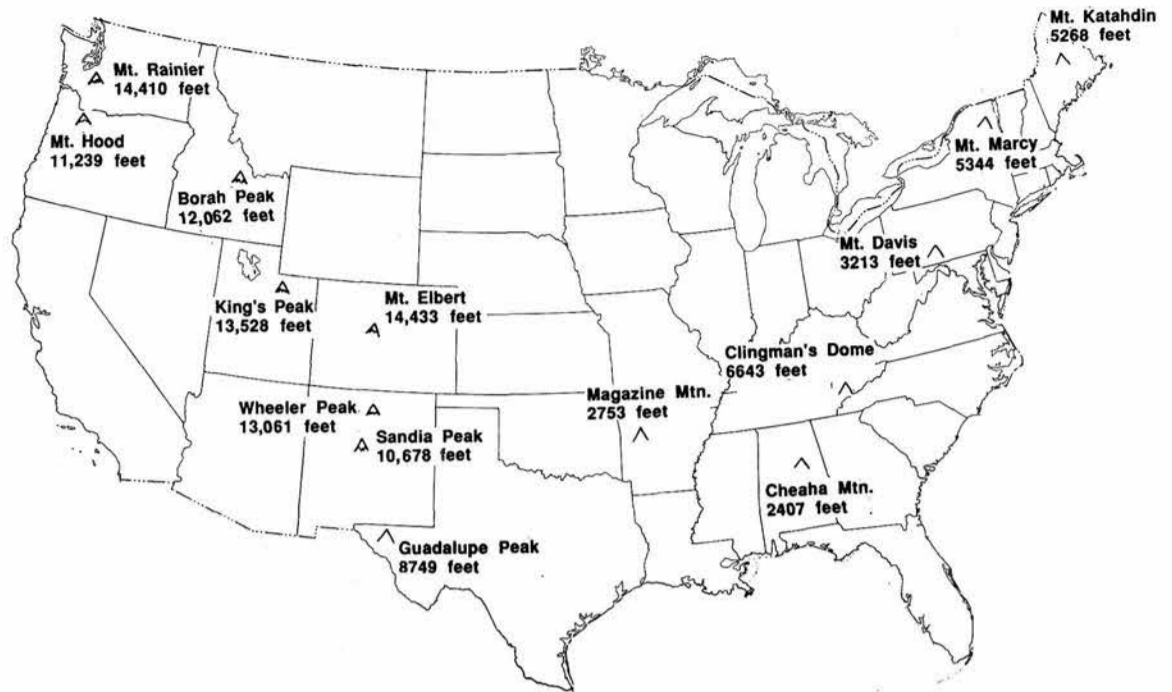 Mt. Katahdin
5268 feet
Mt. Rainier
14,410 feet
Mt. Hood
11,239 feet
Mt. Marcy
5344 feet
Borah Peak
12,062 feet
Mt. Davis
3213 feet
King's Peak
13,528 feet
Mt. Elbert
14,433 feet
Clingman's Dome
6643 feet
Magazine Mtn.
2753 feet
Wheeler Peak
13,061 feet
Sandia Peak
10,678 feet
Cheaha Mtn.
2407 feet
Guadalupe Peak
8749 feet